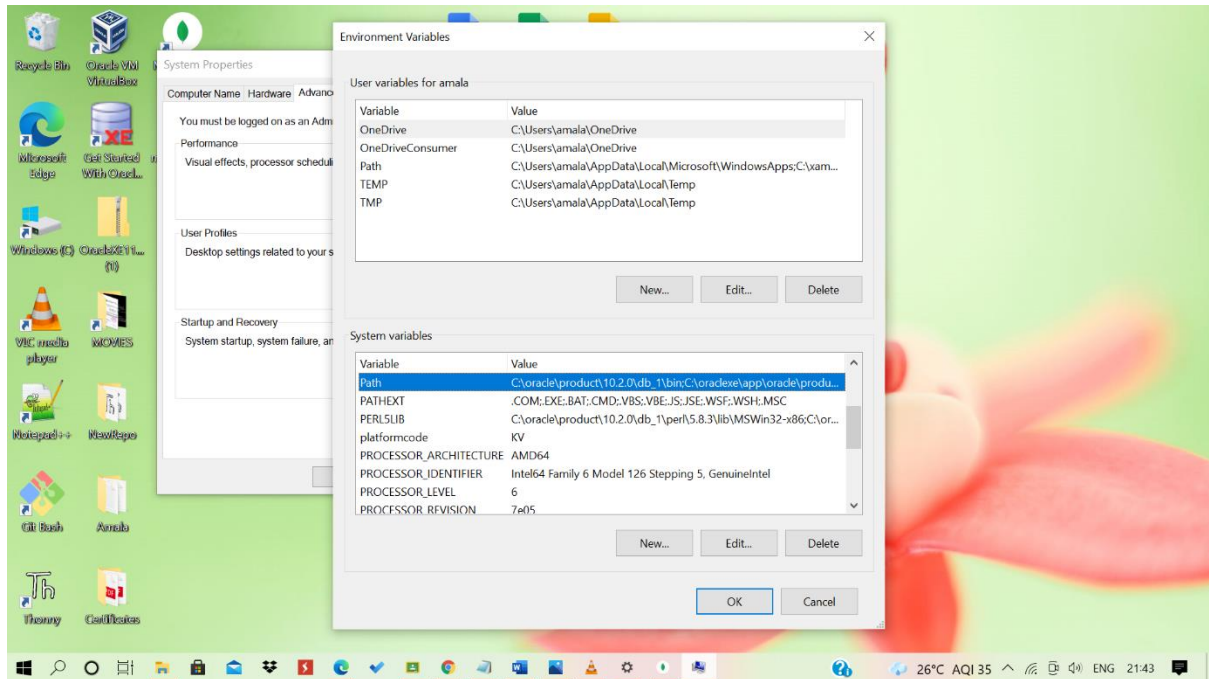 Recycle Bin
Oracle VM
VirtualBox
Microsoft
Edge
Get Started
With Oracl...
Windows (C)
OracleXE11...
(1)
VLC media
player
MOVIES
Notepad++
NewRepo
Git Bash
Amala
Thonny
Certificates
System Properties
Computer Name
Hardware
Advanc
You must be logged on as an Adm
Performance
Visual effects, processor scheduli
User Profiles
Desktop settings related to your s
Startup and Recovery
System startup, system failure, an
Environment Variables
User variables for amala
Variable Value
OneDrive C:\Users\amala\OneDrive
OneDriveConsumer C:\Users\amala\OneDrive
Path C:\Users\amala\AppData\Local\Microsoft\WindowsApps;C:\xam...
TEMP C:\Users\amala\AppData\Local\Temp
TMP C:\Users\amala\AppData\Local\Temp
New... Edit... Delete
System variables
Variable Value
Path C:\oracle\product\10.2.0\db_1\bin;C:\oraclexe\app\oracle\produ...
PATHEXT .COM;.EXE;.BAT;.CMD;.VBS;.VBE;.JS;.JSE;.WSF;.WSH;.MSC
PERL5LIB C:\oracle\product\10.2.0\db_1\perl\5.8.3\lib\MSWin32-x86;C:\or...
platformcode KV
PROCESSOR_ARCHITECTURE AMD64
PROCESSOR_IDENTIFIER Intel64 Family 6 Model 126 Stepping 5, GenuineIntel
PROCESSOR_LEVEL 6
PROCESSOR_REVISION 7e05
New... Edit... Delete
OK Cancel
26°C AQI 35 ENG 21:43